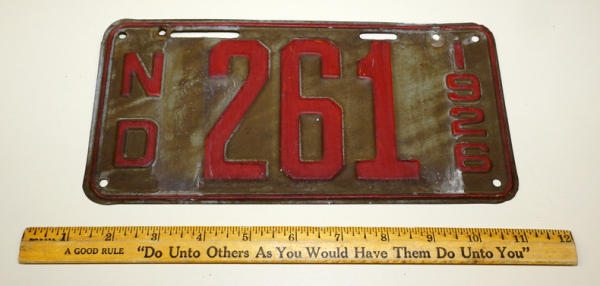 ND
261
1926
1 2 3 4 5 6 7 8 9 10 11 12
A GOOD RULE "Do Unto Others As You Would Have Them Do Unto You"